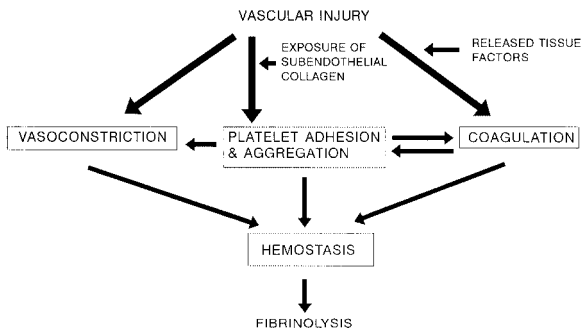 VASCULAR INJURY
EXPOSURE OF
SUBENDOTHELIAL
COLLAGEN
RELEASED TISSUE
FACTORS
VASOCONSTRICTION
PLATELET ADHESION
& AGGREGATION
COAGULATION
HEMOSTASIS
FIBRINOLYSIS